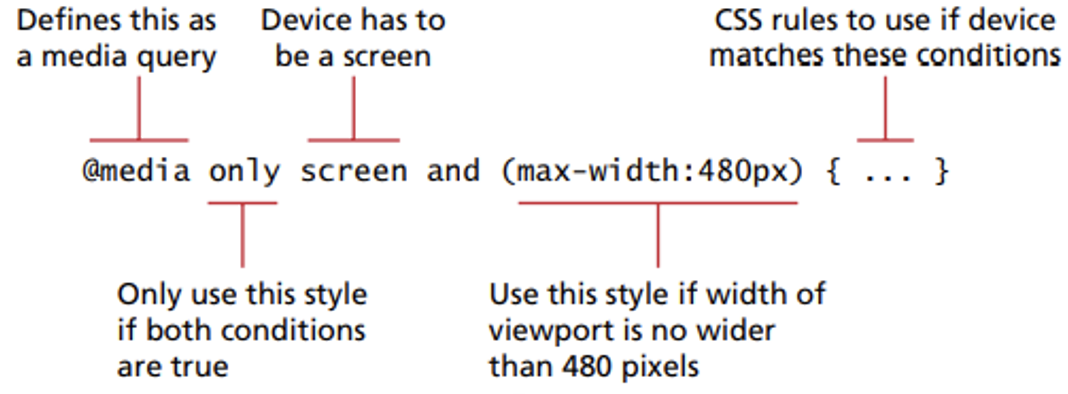 Defines this as
a media query
Device has to
be a screen
CSS rules to use if device
matches these conditions
@media only screen and (max-width:480px) { ... }
Only use this style
if both conditions
are true
Use this style if width of
viewport is no wider
than 480 pixels